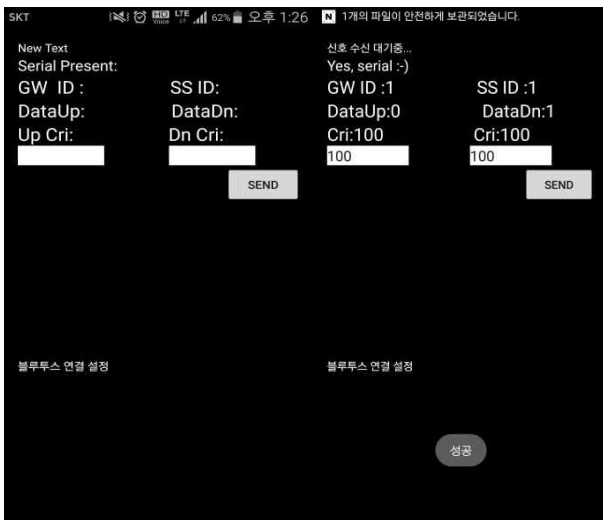 SKT HD Voice LTE 62% 오후 1:26
New Text
Serial Present:
GW ID : SS ID:
DataUp: DataDn:
Up Cri: Dn Cri:
SEND
블루투스 연결 설정
N 1개의 파일이 안전하게 보관되었습니다.
신호 수신 대기중...
Yes, serial :-)
GW ID :1 SS ID :1
DataUp:0 DataDn:1
Cri:100 Cri:100
100 100
SEND
블루투스 연결 설정
성공